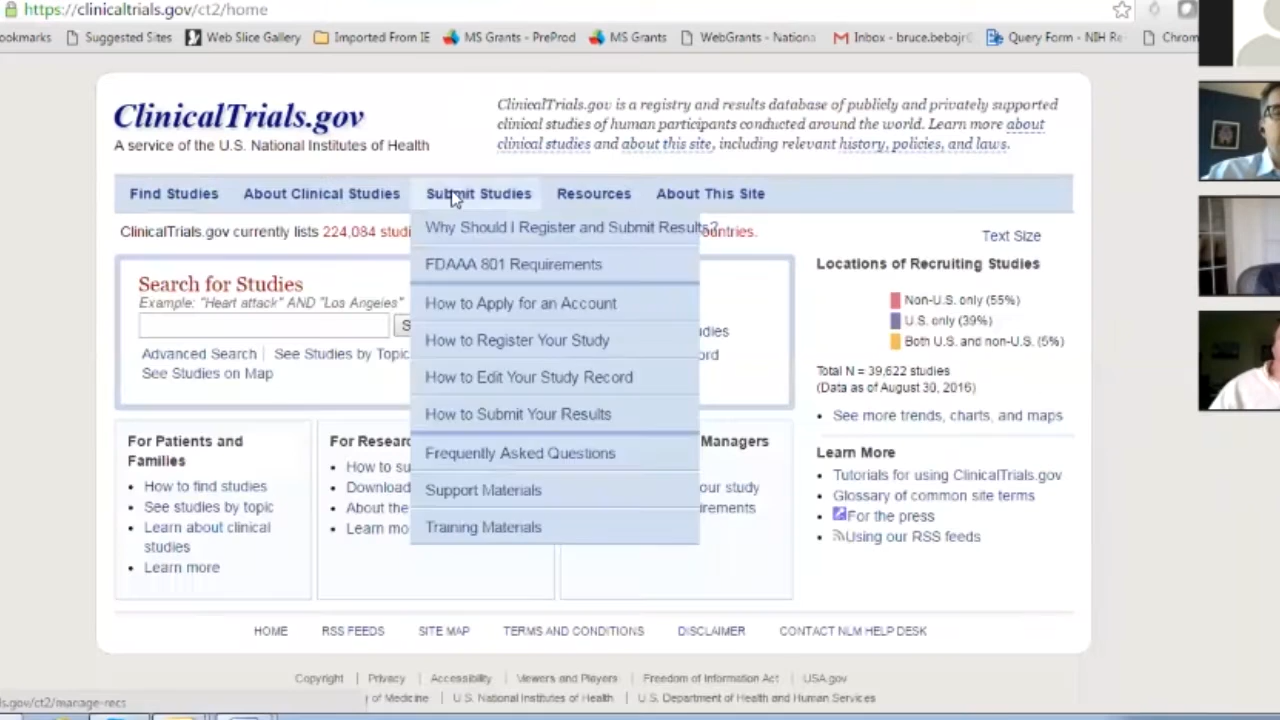 https://clinicaltrials.gov/ct2/home
ookmarks Suggested Sites Web Slice Gallery Imported From IE MS Grants - PreProd MS Grants WebGrants - Nationa Inbox - bruce.bebojr Query Form - NIH Re Chrom
ClinicalTrials.gov
A service of the U.S. National Institutes of Health
ClinicalTrials.gov is a registry and results database of publicly and privately supported
clinical studies of human participants conducted around the world. Learn more about
clinical studies and about this site, including relevant history, policies, and laws.
Find Studies About Clinical Studies Submit Studies Resources About This Site
ClinicalTrials.gov currently lists 224,084 studi ountries.
Text Size
Why Should I Register and Submit Results?
FDAAA 801 Requirements
How to Apply for an Account
How to Register Your Study
How to Edit Your Study Record
How to Submit Your Results
Frequently Asked Questions
Support Materials
Training Materials
Search for Studies
Example: "Heart attack" AND "Los Angeles"
S
Advanced Search See Studies by Topic
See Studies on Map
udies
ord
Locations of Recruiting Studies
Non-U.S. only (55%)
U.S. only (39%)
Both U.S. and non-U.S. (5%)
Total N = 39,622 studies
(Data as of August 30, 2016)
See more trends, charts, and maps
Learn More
Tutorials for using ClinicalTrials.gov
Glossary of common site terms
For the press
Using our RSS feeds
For Patients and
Families
How to find studies
See studies by topic
Learn about clinical
studies
Learn more
For Researc
How to su
Download
About the
Learn mo
Managers
our study
irements
HOME RSS FEEDS SITE MAP TERMS AND CONDITIONS DISCLAIMER CONTACT NLM HELP DESK
Copyright Privacy Accessibility Viewers and Players Freedom of Information Act USA.gov
of Medicine U.S. National Institutes of Health U.S. Department of Health and Human Services
ls.gov/ct2/manage-recs